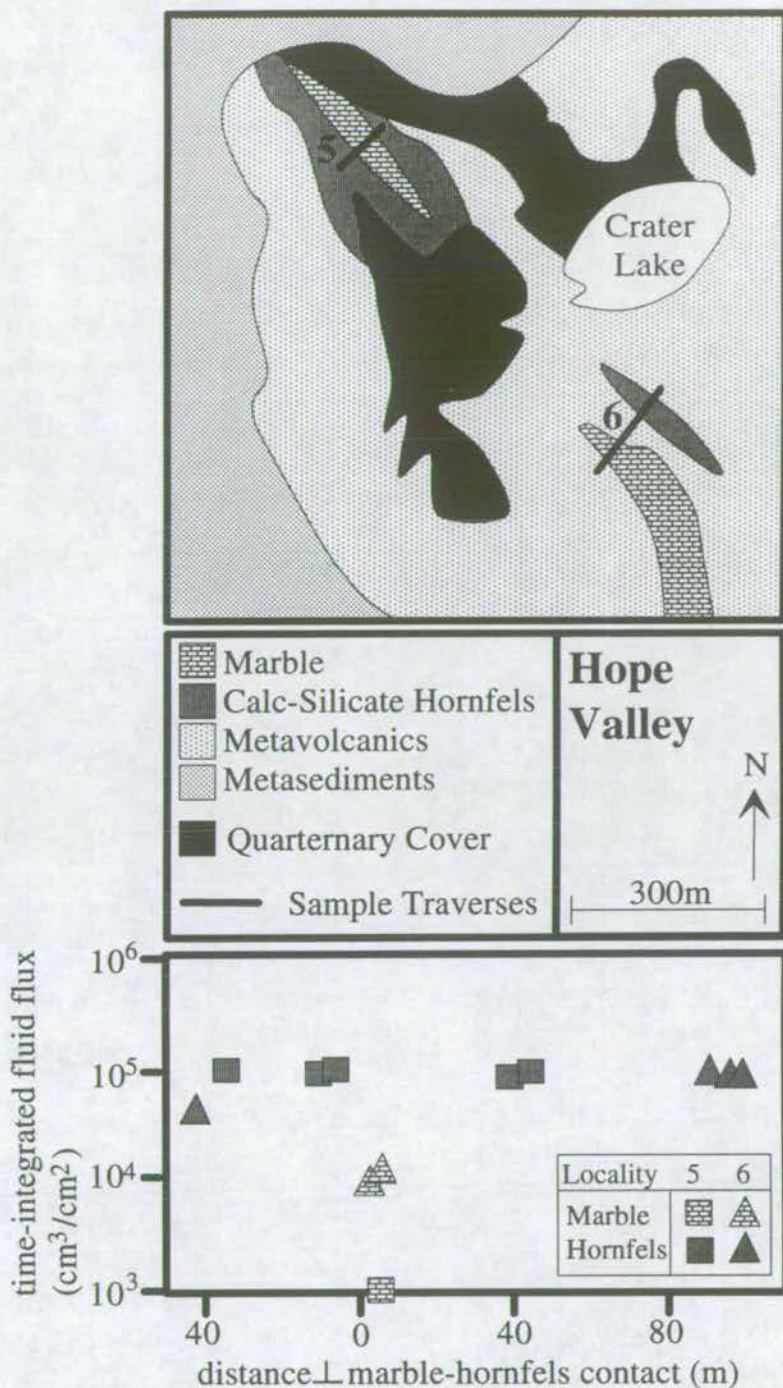 5
Crater
Lake
6
Marble
Calc-Silicate Hornfels
Metavolcanics
Metasediments
Quarternary Cover
Sample Traverses
Hope
Valley
N
300m
time-integrated fluid flux
(cm³/cm²)
10⁶
10⁵
10⁴
10³
40 0 40 80
distance⊥marble-hornfels contact (m)
Locality 5 6
Marble
Hornfels